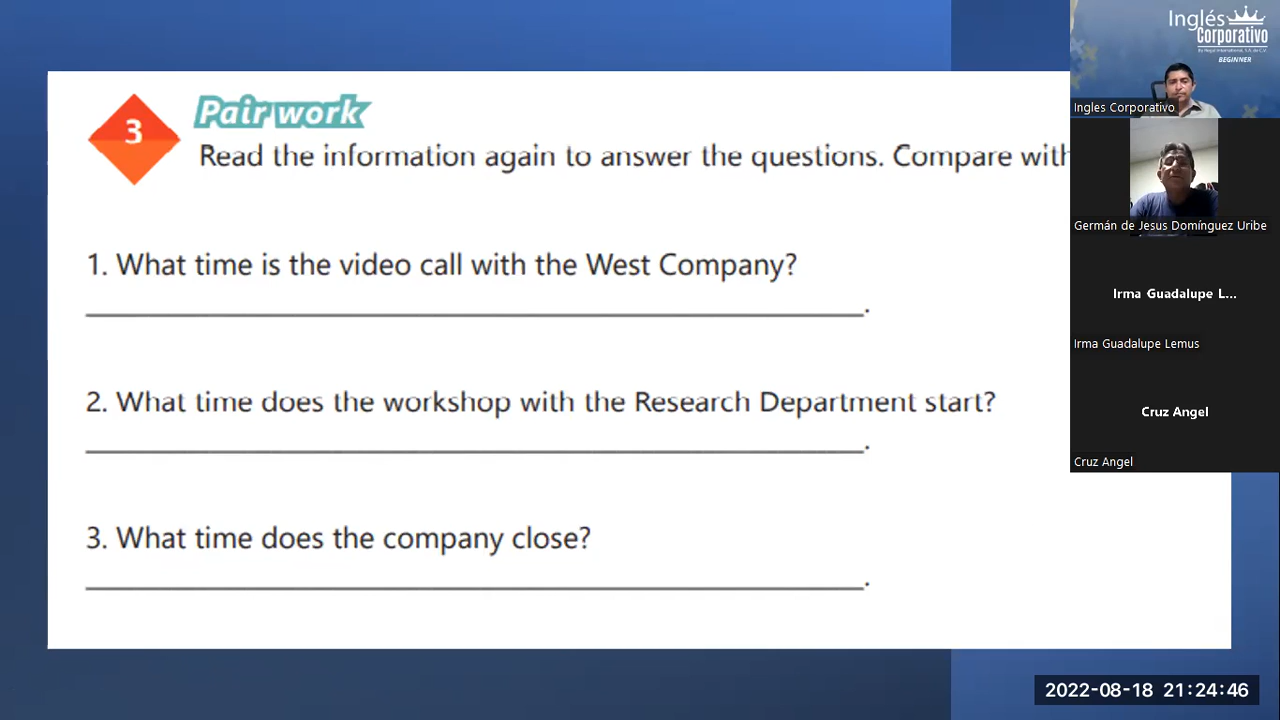 3
Pair work
Read the information again to answer the questions. Compare with
1. What time is the video call with the West Company?
.
2. What time does the workshop with the Research Department start?
.
3. What time does the company close?
.
Inglés
Corporativo
BEGINNER
Ingles Corporativo
Germán de Jesus Domínguez Uribe
Irma Guadalupe L...
Irma Guadalupe Lemus
Cruz Angel
Cruz Angel
2022-08-18 21:24:46